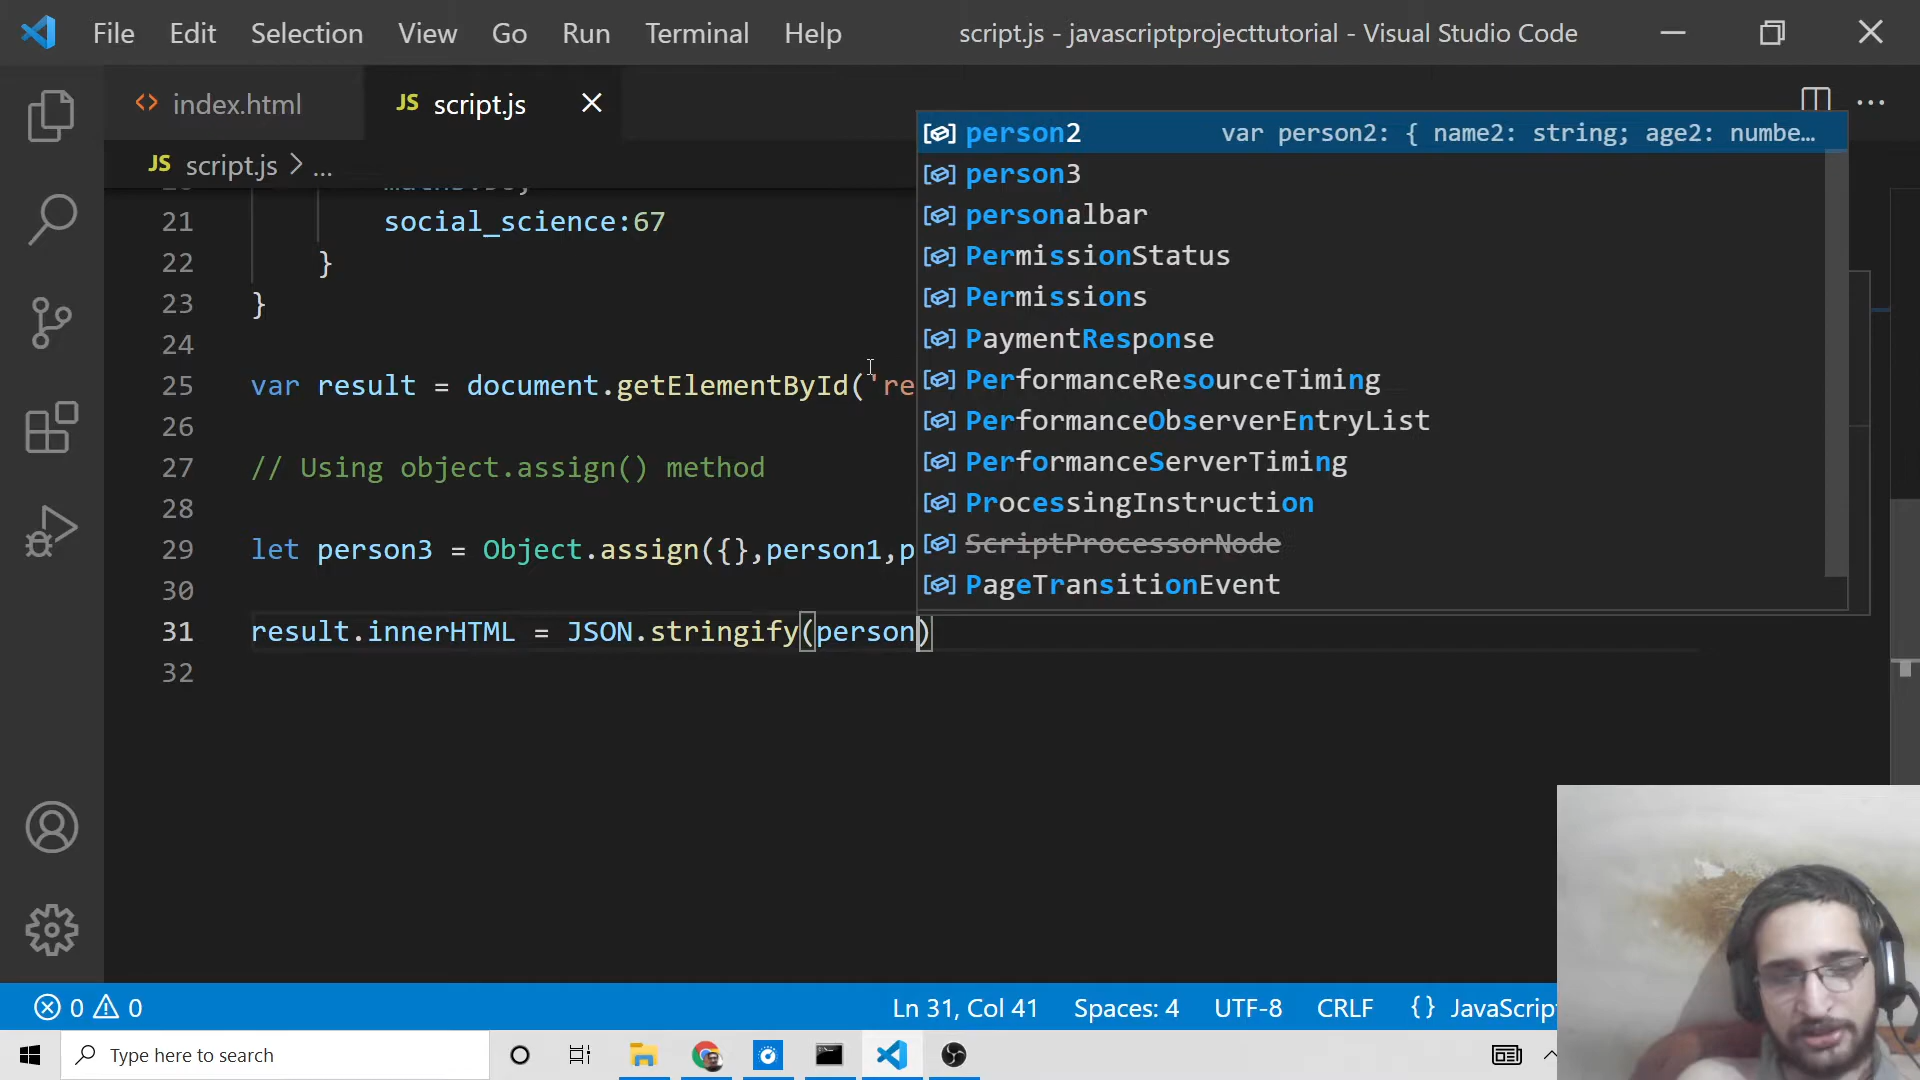 File Edit Selection View Go Run Terminal Help script.js - javascriptprojecttutorial - Visual Studio Code
index.html JS script.js
JS script.js > ...
21 social_science:67
22 }
23 }
24
25 var result = document.getElementById('re
26
27 // Using object.assign() method
28
29 let person3 = Object.assign({},person1,p
30
31 result.innerHTML = JSON.stringify(person)
32
person2 var person2: { name2: string; age2: numbe…
person3
personalbar
PermissionStatus
Permissions
PaymentResponse
PerformanceResourceTiming
PerformanceObserverEntryList
PerformanceServerTiming
ProcessingInstruction
ScriptProcessorNode
PageTransitionEvent
0 0 Ln 31, Col 41 Spaces: 4 UTF-8 CRLF {} JavaScrip
Type here to search